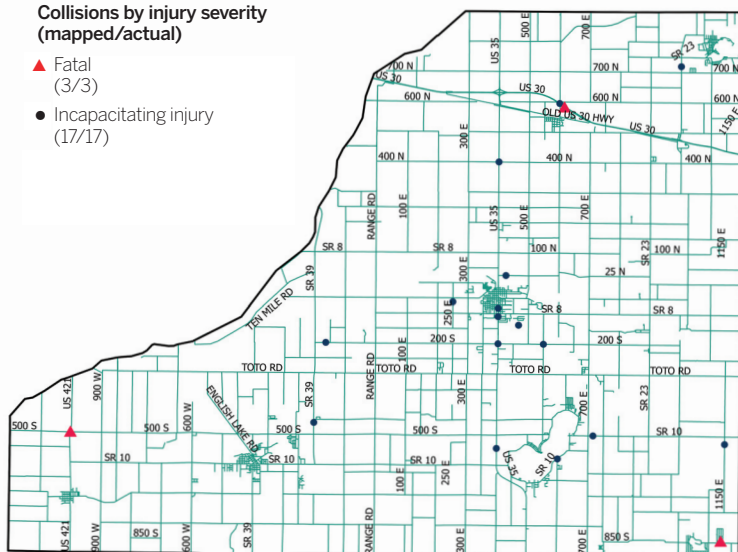 Collisions by injury severity
(mapped/actual)
Fatal
(3/3)
Incapacitating injury
(17/17)
500 E
US 35
580 E
SR 23
700 N
700 N
700 N
US 30
US 30
600 N
600 N
600 N
OLD US 30 HWY
US 30
1150 E
300 E
400 N
400 N
400 N
RANGE RD
100 E
US 35
500 E
700 E
SR 8
SR 8
100 N
SR 23
100 N
1150 E
SR 39
300 E
25 N
TEN MILE RD
250 E
SR 8
SR 8
100 E
200 S
200 S
TOTO RD
RANGE RD
TOTO RD
TOTO RD
TOTO RD
US 421
900 W
600 W
ENGLISH LAKE RD
SR 39
300 E
700 E
SR 23
500 S
500 S
500 S
500 S
SR 10
SR 10
SR 10
SR 10
100 E
250 E
US 35
SR 10
1150 E
US 421
900 W
850 S
600 W
SR 39
RANGE RD
300 E
700 E
850 S